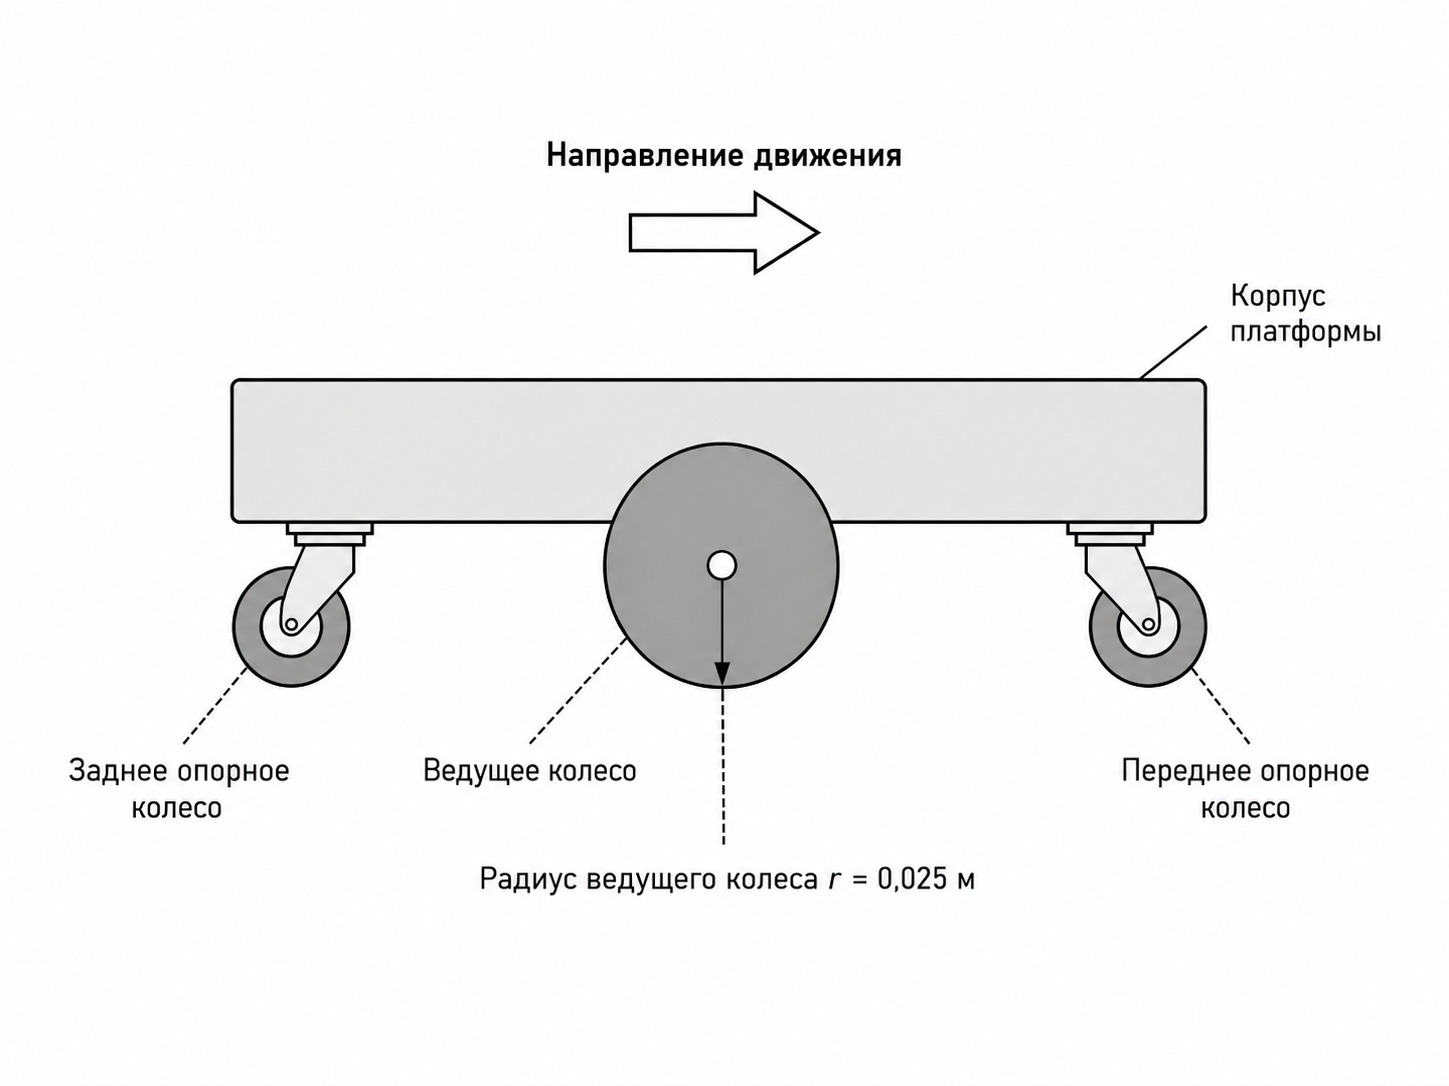 Направление движения
Корпус
платформы
Заднее опорное
колесо
Ведущее колесо
Переднее опорное
колесо
Радиус ведущего колеса r = 0,025 м